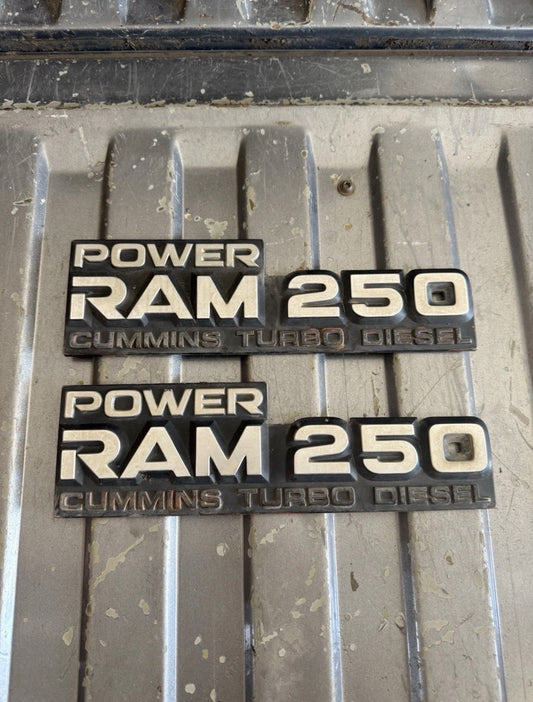 POWER
RAM 250
CUMMINS TURBO DIESEL
POWER
RAM 250
CUMMINS TURBO DIESEL